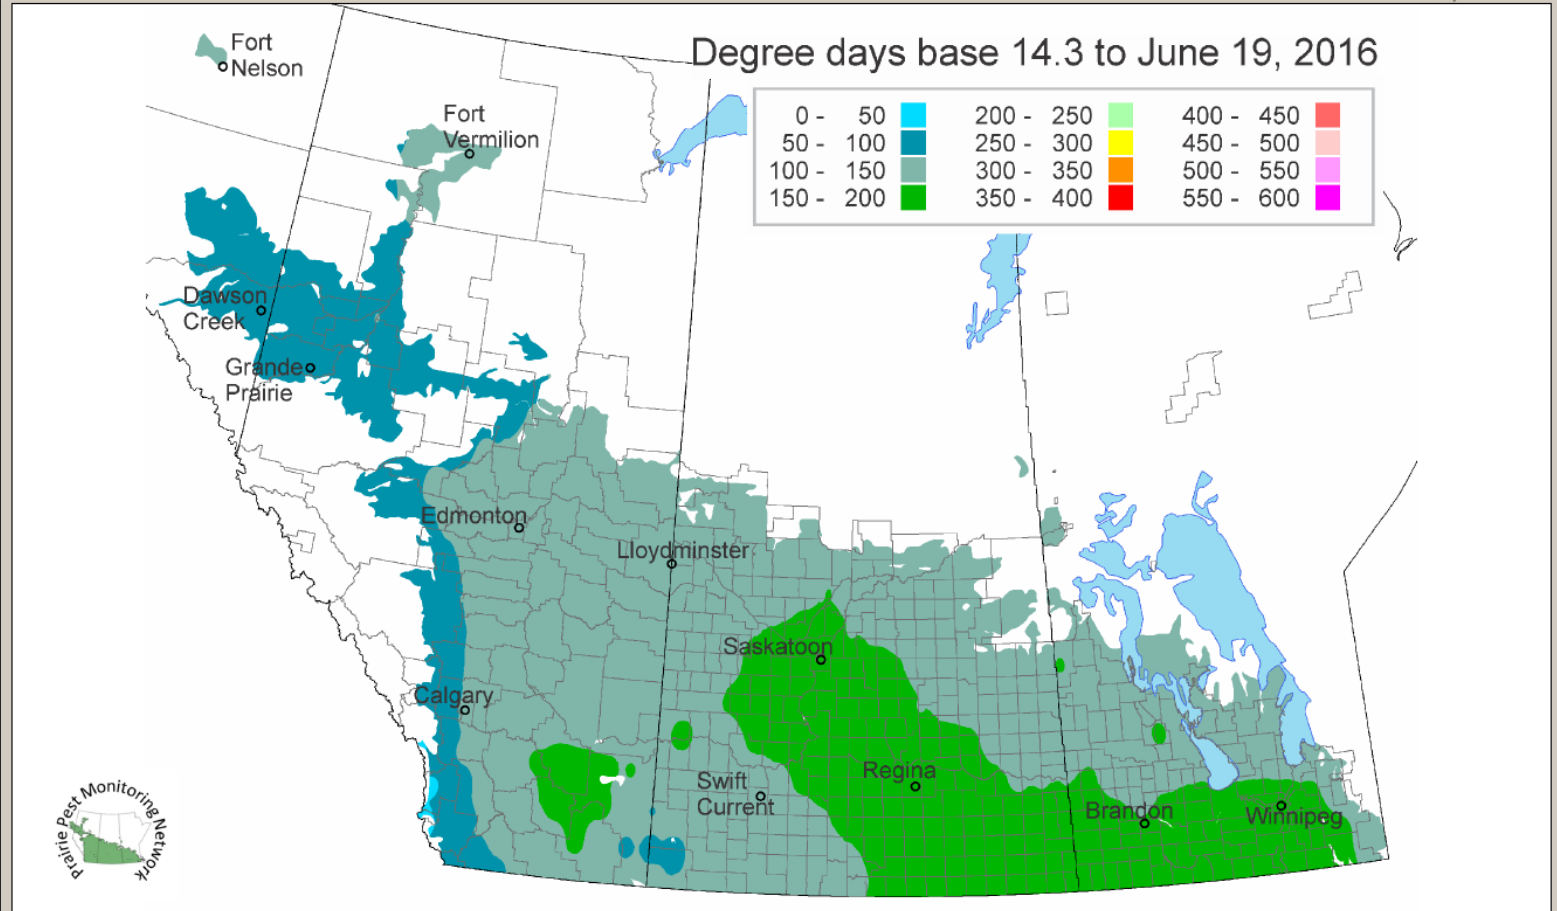 Degree days base 14.3 to June 19, 2016
0 - 50 200 - 250 400 - 450
50 - 100 250 - 300 450 - 500
100 - 150 300 - 350 500 - 550
150 - 200 350 - 400 550 - 600
Fort
Nelson
Fort
Vermilion
Dawson
Creek
Grande
Prairie
Edmonton
Lloydminster
Saskatoon
Calgary
Swift
Current
Regina
Brandon
Winnipeg
Prairie Pest Monitoring Network